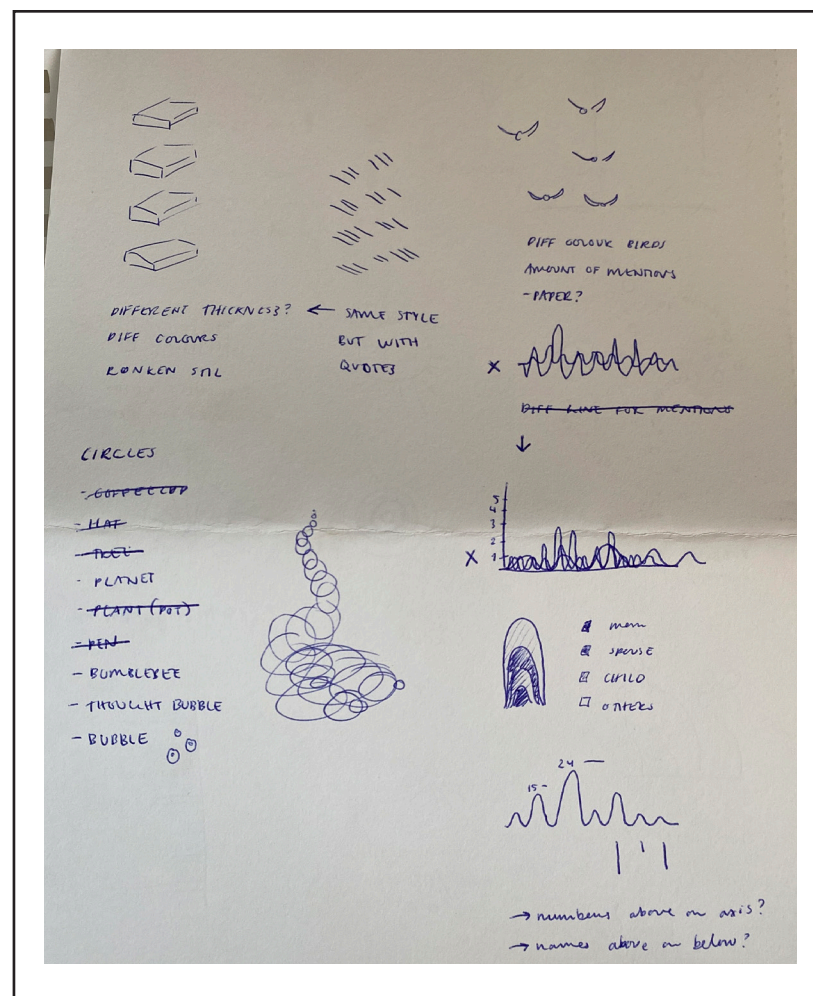 DIFFERENT THICKNESS?
DIFF COLOURS
← SAME STYLE
BUT WITH
QUOTES
DIFF COLOUR BIRDS
AMOUNT OF MENTIONS
- PAPER?
X
DIFF LINE FOR MENTIONS
↓
CIRCLES
- COFFEECUP
- HAT
- TREE
- PLANET
- PLANT (POT)
- PEN
- BUMBLEBEE
- THOUGHT BUBBLE
- BUBBLE
5
4
3
2
X 1
mom
SPOUSE
CHILD
OTHERS
24 —
15 -
→ numbers above or axis?
→ names above or below?